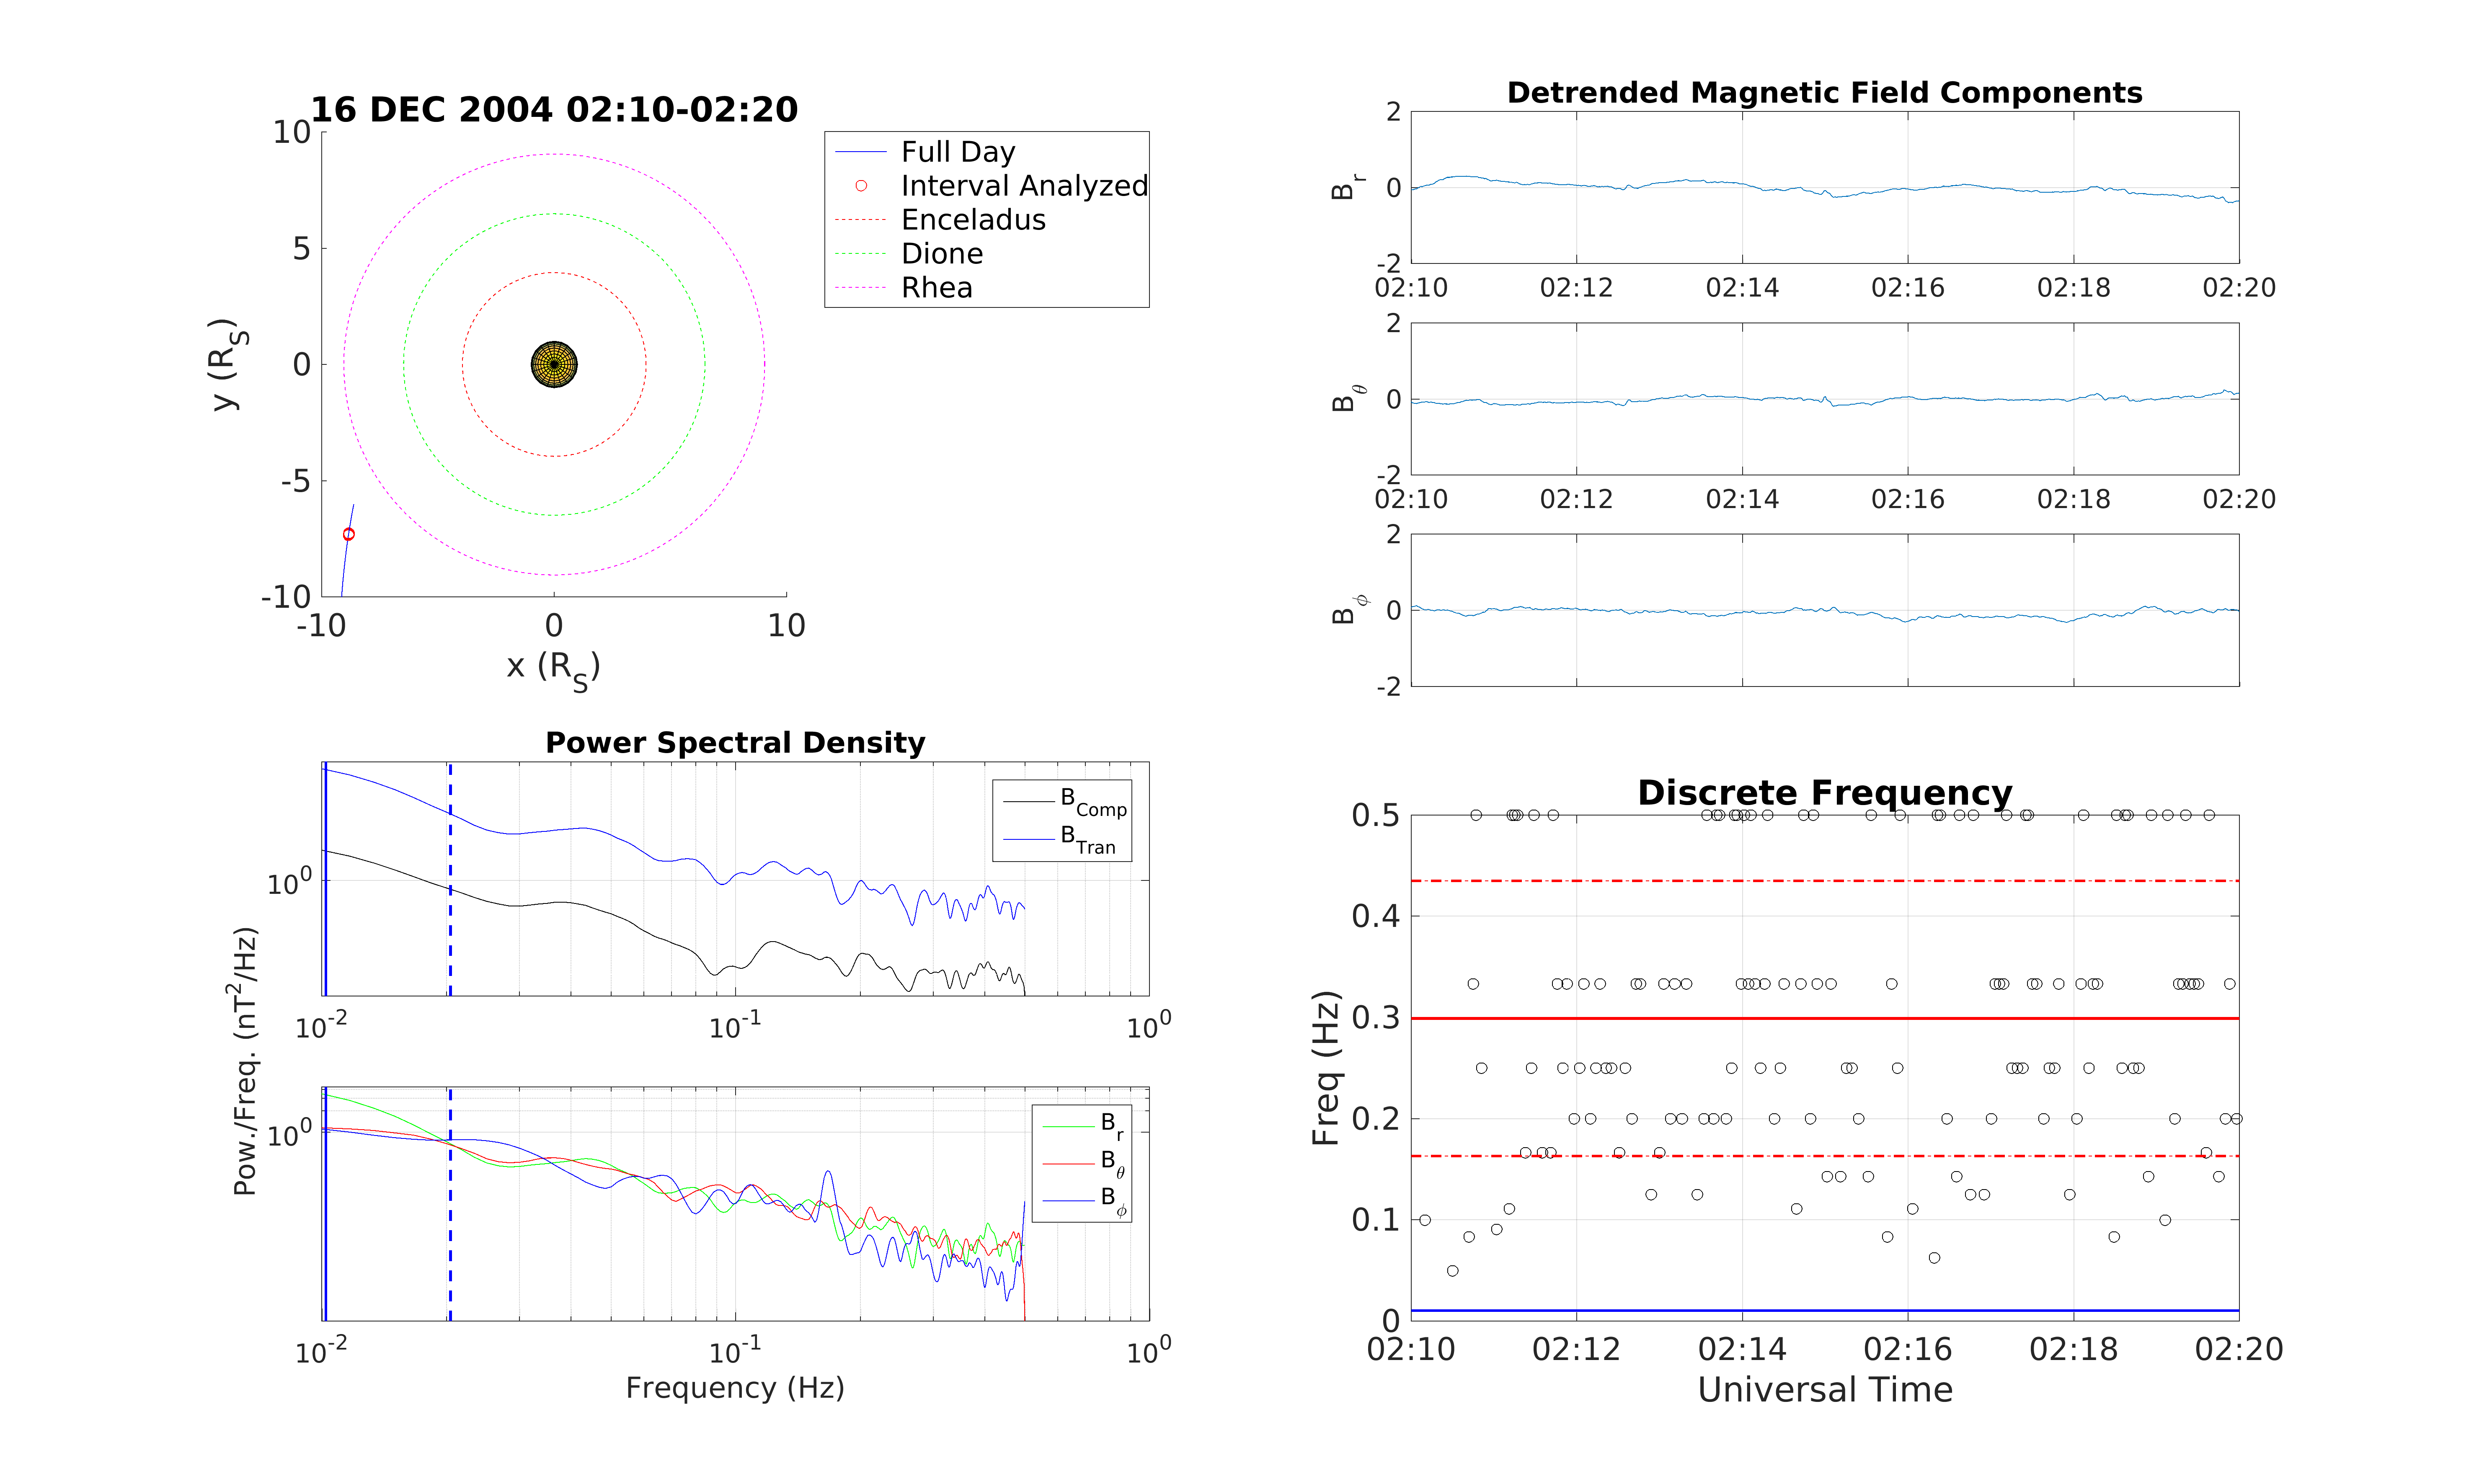 16 DEC 2004 02:10-02:20
10
5
0
-5
-10
-10 0 10
y (R_S)
x (R_S)
Full Day
Interval Analyzed
Enceladus
Dione
Rhea
Detrended Magnetic Field Components
2
0
-2
B_r
02:10 02:12 02:14 02:16 02:18 02:20
2
0
-2
B_θ
02:10 02:12 02:14 02:16 02:18 02:20
2
0
-2
B_ϕ
Power Spectral Density
10^0
B_Comp
B_Tran
10^-2 10^-1 10^0
Pow./Freq. (nT^2/Hz)
10^0
B_r
B_θ
B_ϕ
10^-2 10^-1 10^0
Frequency (Hz)
Discrete Frequency
0.5
0.4
0.3
0.2
0.1
0
Freq (Hz)
02:10 02:12 02:14 02:16 02:18 02:20
Universal Time